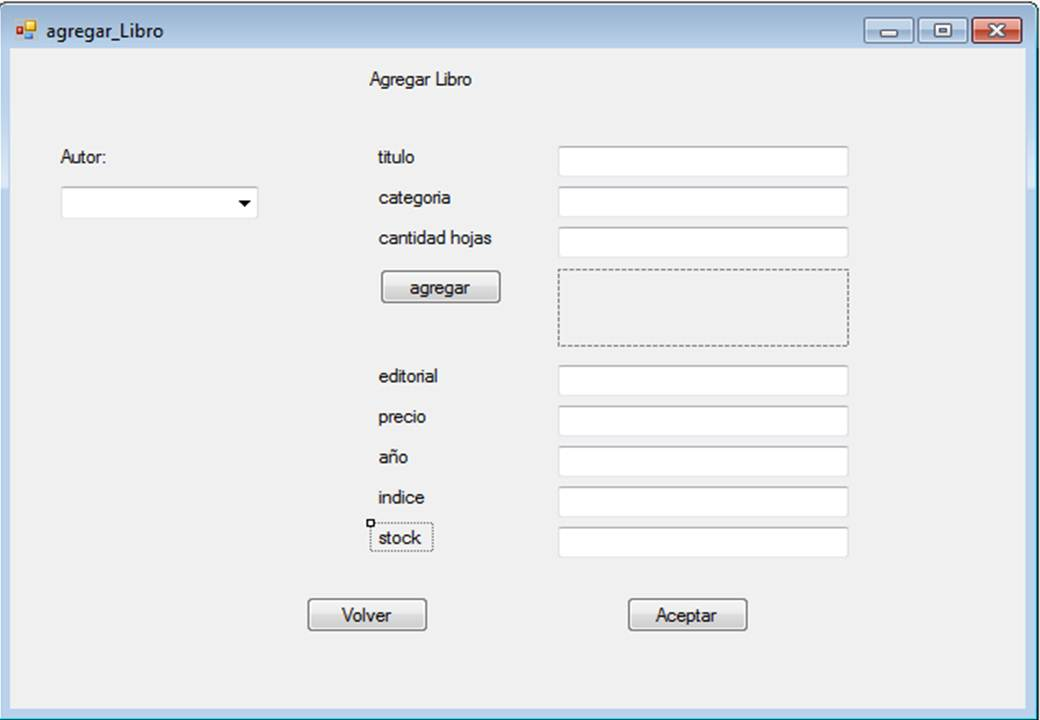 agregar_Libro
Agregar Libro
Autor:
titulo
categoria
cantidad hojas
agregar
editorial
precio
año
indice
stock
Volver
Aceptar